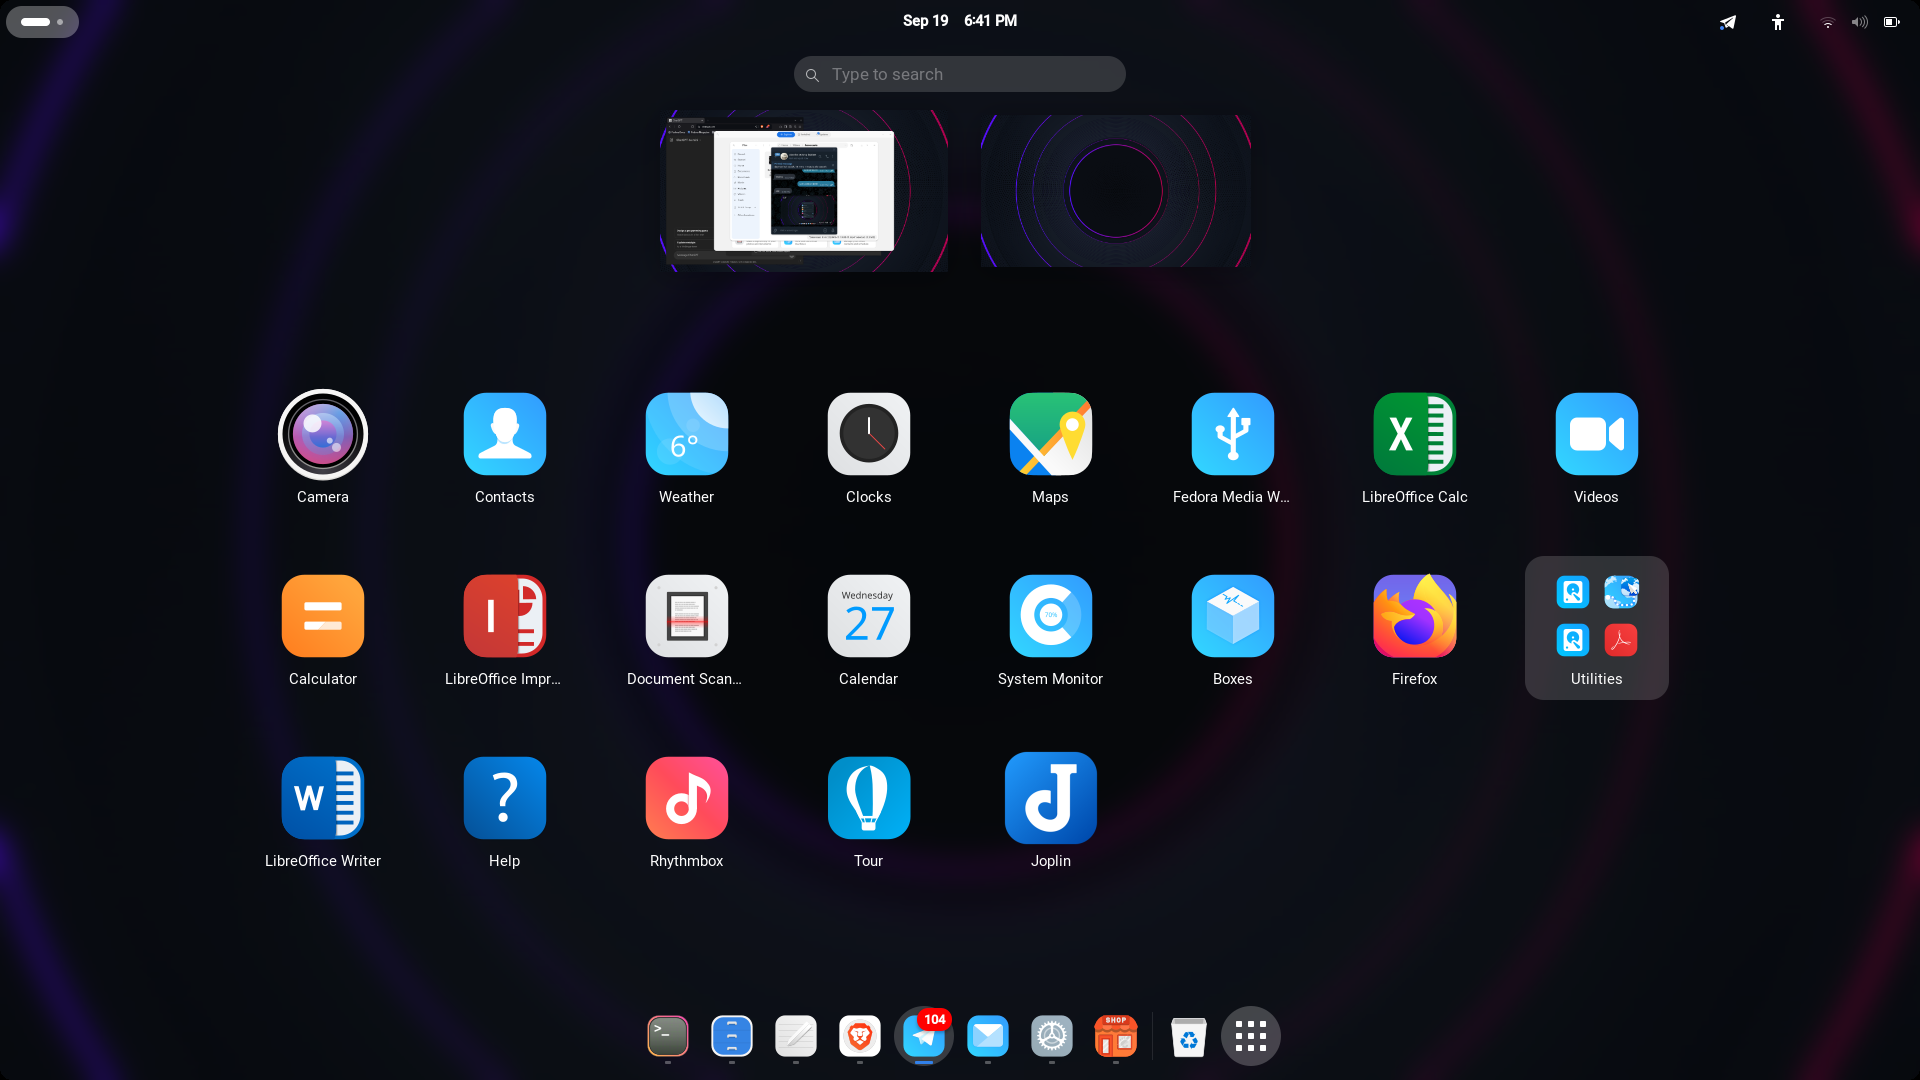 Sep 19 6:41 PM
Type to search
6°
X
Camera
Contacts
Weather
Clocks
Maps
Fedora Media W...
LibreOffice Calc
Videos
Wednesday
27
70%
Calculator
LibreOffice Impr...
Document Scan...
Calendar
System Monitor
Boxes
Firefox
Utilities
W
?
J
LibreOffice Writer
Help
Rhythmbox
Tour
Joplin
>_
104
SHOP